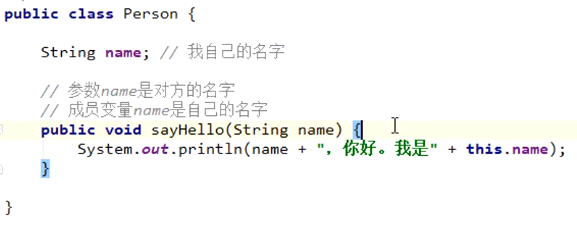 public class Person {
String name; // 我自己的名字
// 参数name是对方的名字
// 成员变量name是自己的名字
public void sayHello(String name) {
System.out.println(name + "，你好。我是" + this.name);
}
}